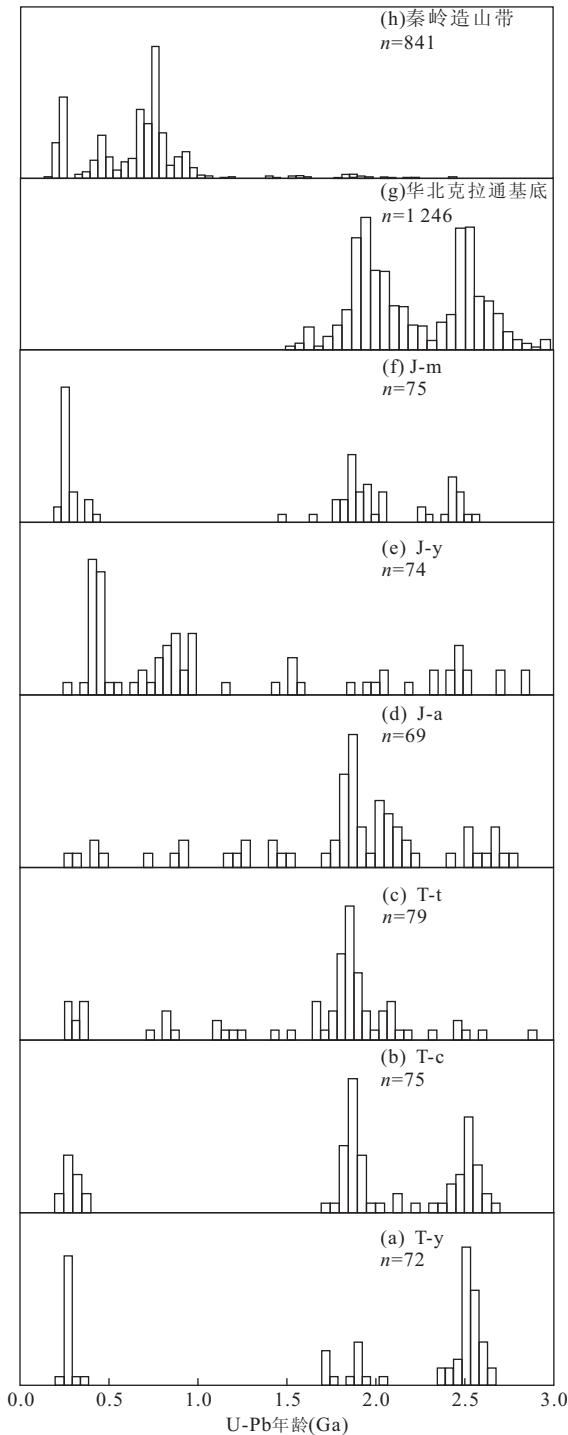 (h)秦岭造山带
n=841
(g)华北克拉通基底
n=1 246
(f) J-m
n=75
(e) J-y
n=74
(d) J-a
n=69
(c) T-t
n=79
(b) T-c
n=75
(a) T-y
n=72
0.0 0.5 1.0 1.5 2.0 2.5 3.0
U-Pb年龄(Ga)